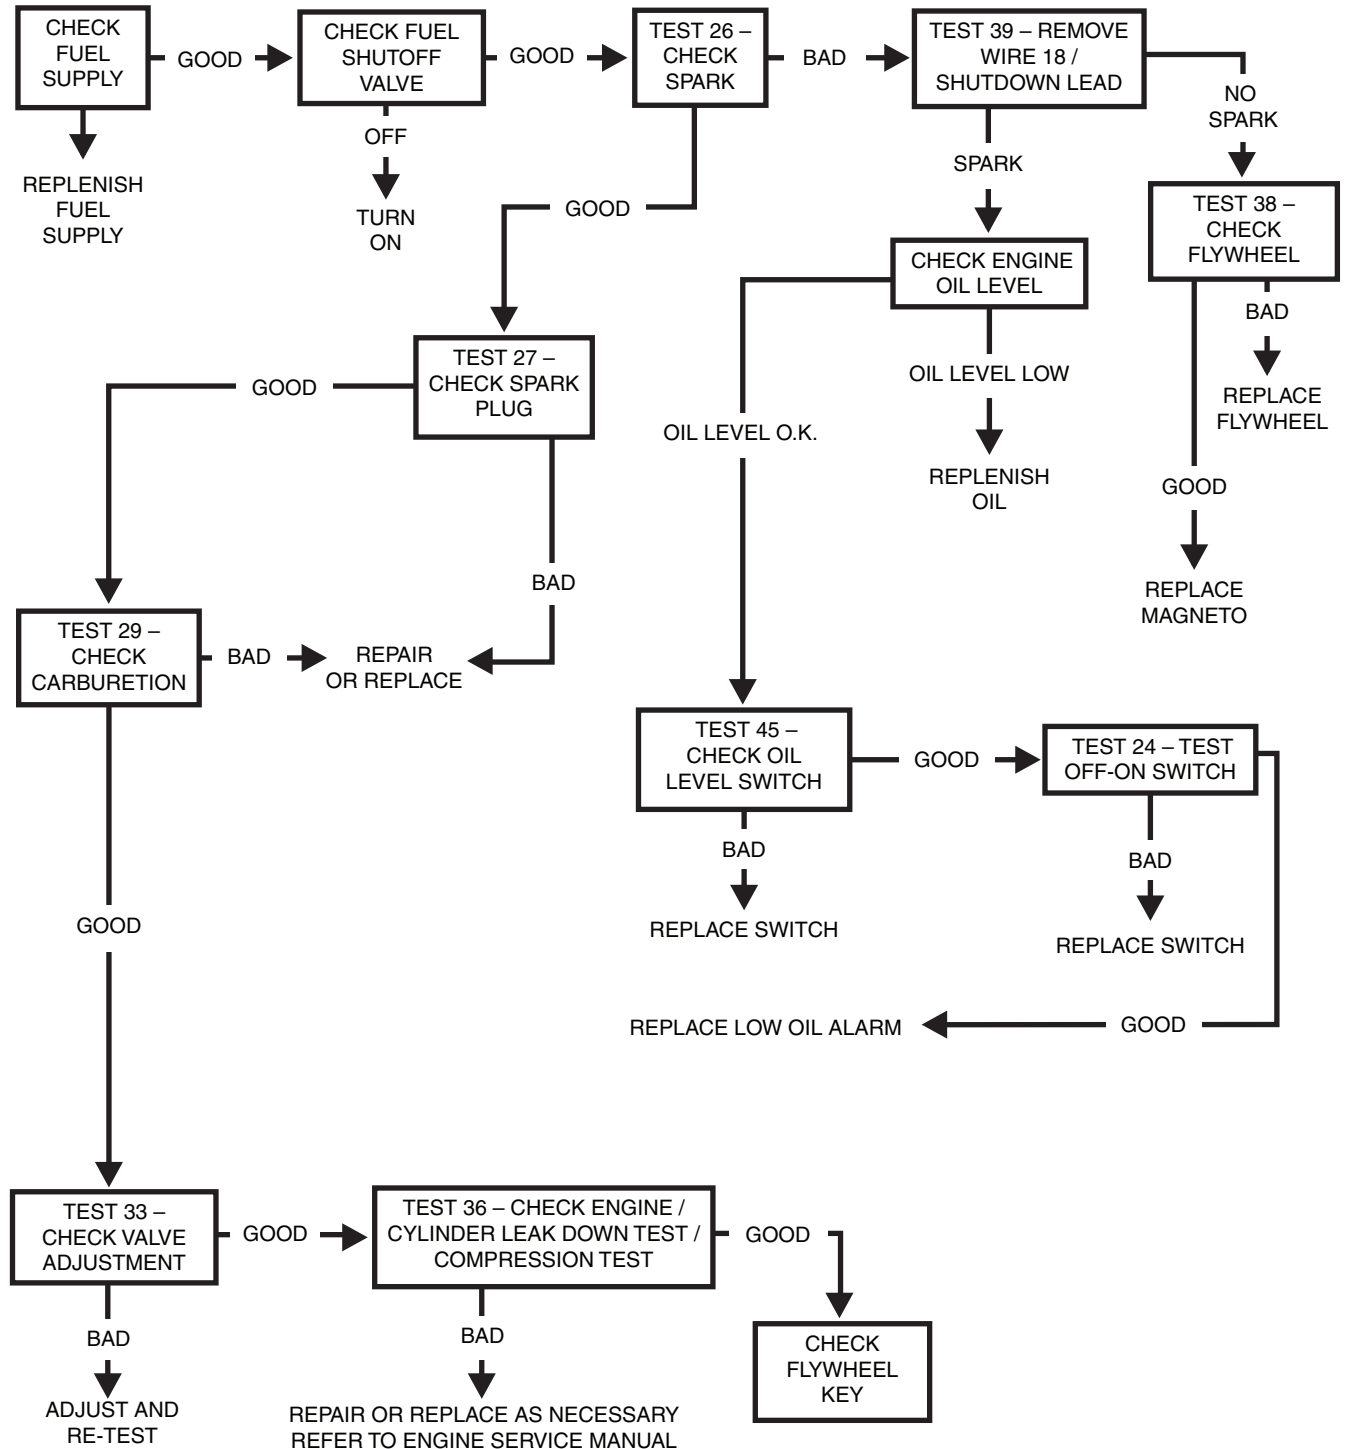 CHECK
FUEL
SUPPLY
GOOD
CHECK FUEL
SHUTOFF
VALVE
GOOD
TEST 26 –
CHECK
SPARK
BAD
TEST 39 – REMOVE
WIRE 18 /
SHUTDOWN LEAD
NO
SPARK
REPLENISH
FUEL
SUPPLY
OFF
TURN
ON
GOOD
SPARK
TEST 38 –
CHECK
FLYWHEEL
CHECK ENGINE
OIL LEVEL
BAD
REPLACE
FLYWHEEL
OIL LEVEL LOW
REPLENISH
OIL
GOOD
REPLACE
MAGNETO
TEST 27 –
CHECK SPARK
PLUG
GOOD
OIL LEVEL O.K.
BAD
TEST 29 –
CHECK
CARBURETION
BAD
REPAIR
OR REPLACE
TEST 45 –
CHECK OIL
LEVEL SWITCH
GOOD
TEST 24 – TEST
OFF-ON SWITCH
BAD
REPLACE SWITCH
BAD
REPLACE SWITCH
GOOD
REPLACE LOW OIL ALARM
GOOD
TEST 33 –
CHECK VALVE
ADJUSTMENT
GOOD
TEST 36 – CHECK ENGINE /
CYLINDER LEAK DOWN TEST /
COMPRESSION TEST
GOOD
BAD
ADJUST AND
RE-TEST
BAD
REPAIR OR REPLACE AS NECESSARY
REFER TO ENGINE SERVICE MANUAL
CHECK
FLYWHEEL
KEY